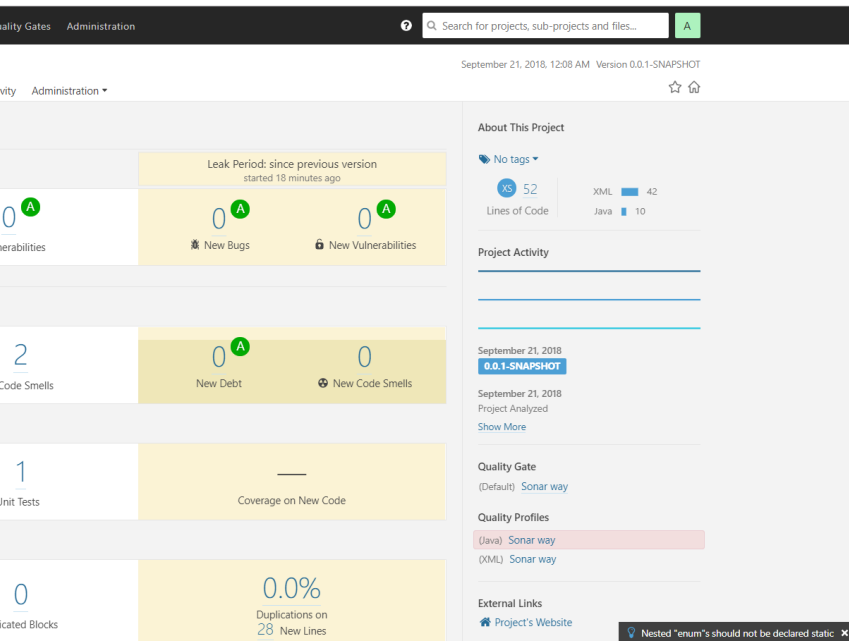 ality Gates Administration
? Search for projects, sub-projects and files... A
September 21, 2018, 12:08 AM Version 0.0.1-SNAPSHOT
vity Administration
About This Project
Leak Period: since previous version
started 18 minutes ago
No tags
XS 52
Lines of Code
XML 42
Java 10
0 A
erabilities
0 A
New Bugs
0 A
New Vulnerabilities
Project Activity
2
Code Smells
0 A
New Debt
0
New Code Smells
September 21, 2018
0.0.1-SNAPSHOT
September 21, 2018
Project Analyzed
Show More
1
Unit Tests
—
Coverage on New Code
Quality Gate
(Default) Sonar way
Quality Profiles
(Java) Sonar way
(XML) Sonar way
0
icated Blocks
0.0%
Duplications on
28 New Lines
External Links
Project's Website
Nested "enum"s should not be declared static ×